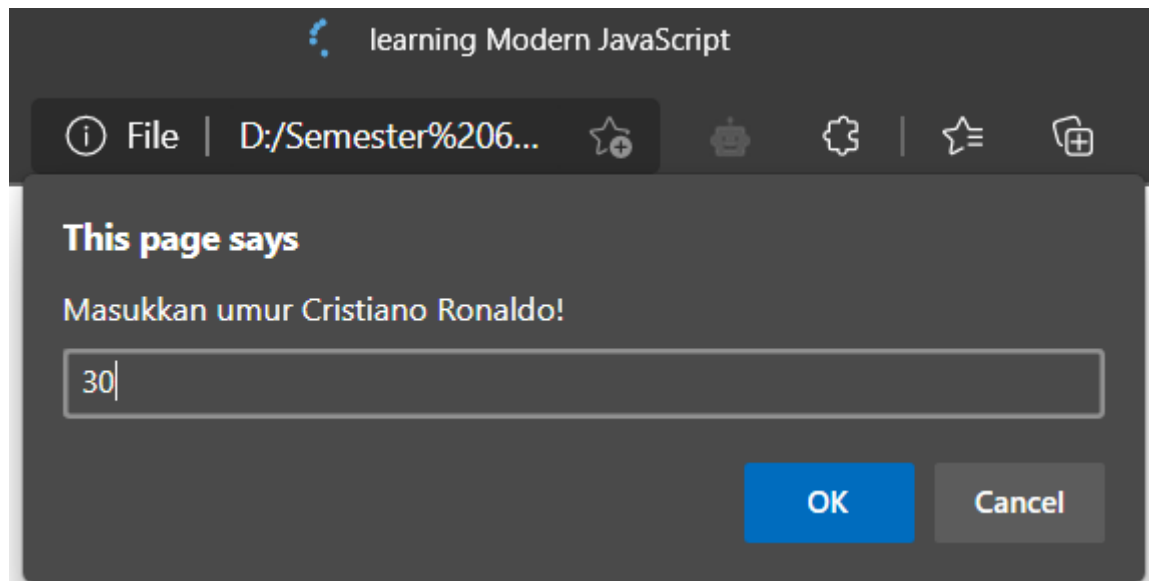 learning Modern JavaScript
File | D:/Semester%206...
This page says
Masukkan umur Cristiano Ronaldo!
30
OK Cancel